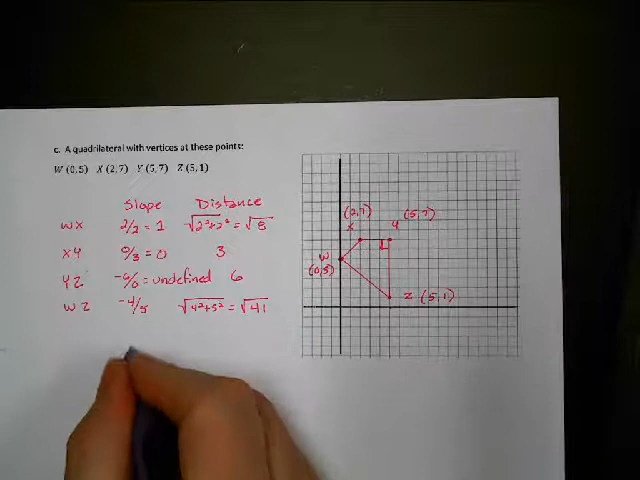 c. A quadrilateral with vertices at these points:
W (0,5) X (2,7) Y (5,7) Z (5,1)
Slope Distance
WX 2/2 = 1 √2²+2² = √8
XY 0/3 = 0 3
YZ -6/0 = undefined 6
WZ -4/5 √4²+5² = √41
(2,7) (5,7)
X Y
W
(0,5)
Z (5,1)